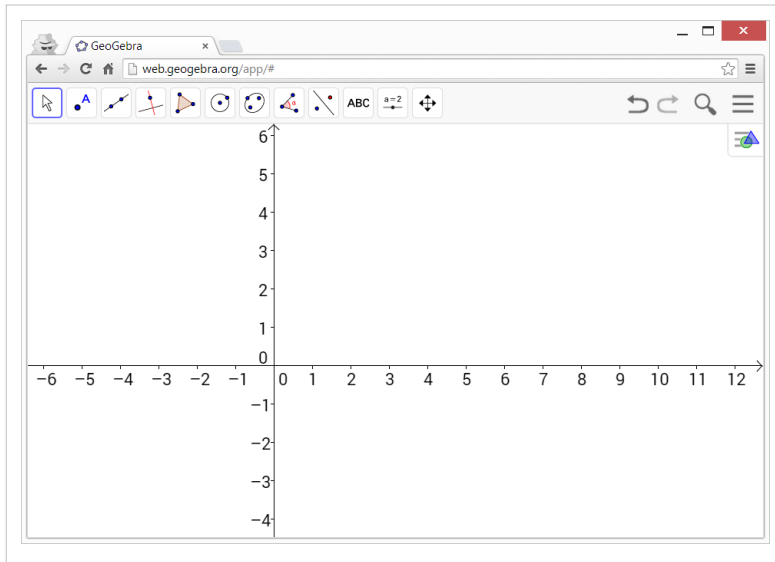 GeoGebra
web.geogebra.org/app/#
A
α
ABC
a=2
6
5
4
3
2
1
0
−6 −5 −4 −3 −2 −1 0 1 2 3 4 5 6 7 8 9 10 11 12
−1
−2
−3
−4